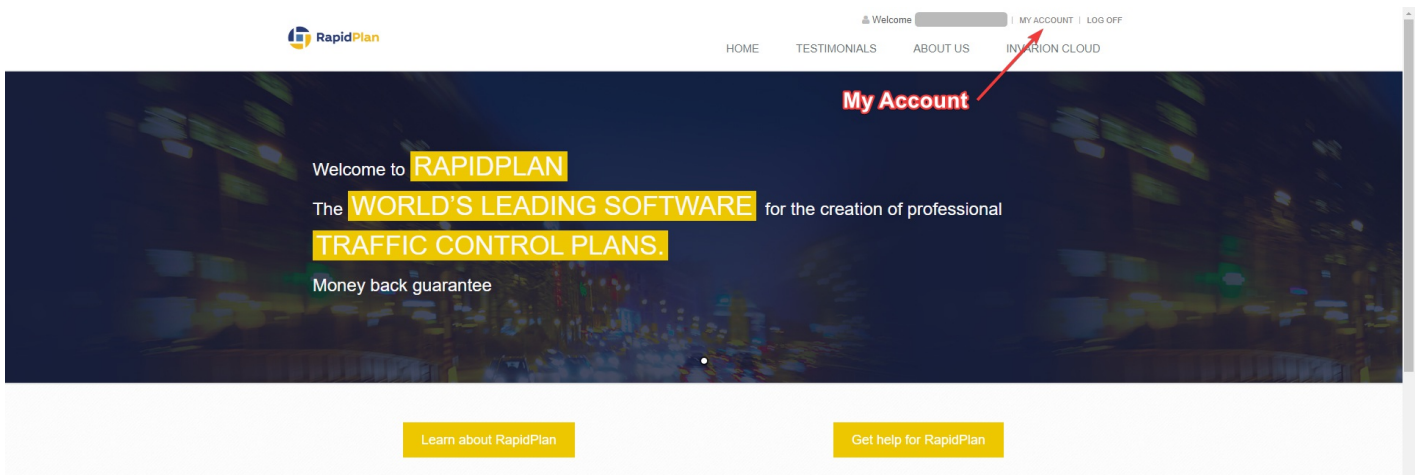 RapidPlan
Welcome | MY ACCOUNT | LOG OFF
HOME TESTIMONIALS ABOUT US INVARION CLOUD
My Account
Welcome to RAPIDPLAN
The WORLD'S LEADING SOFTWARE for the creation of professional
TRAFFIC CONTROL PLANS.
Money back guarantee
Learn about RapidPlan Get help for RapidPlan